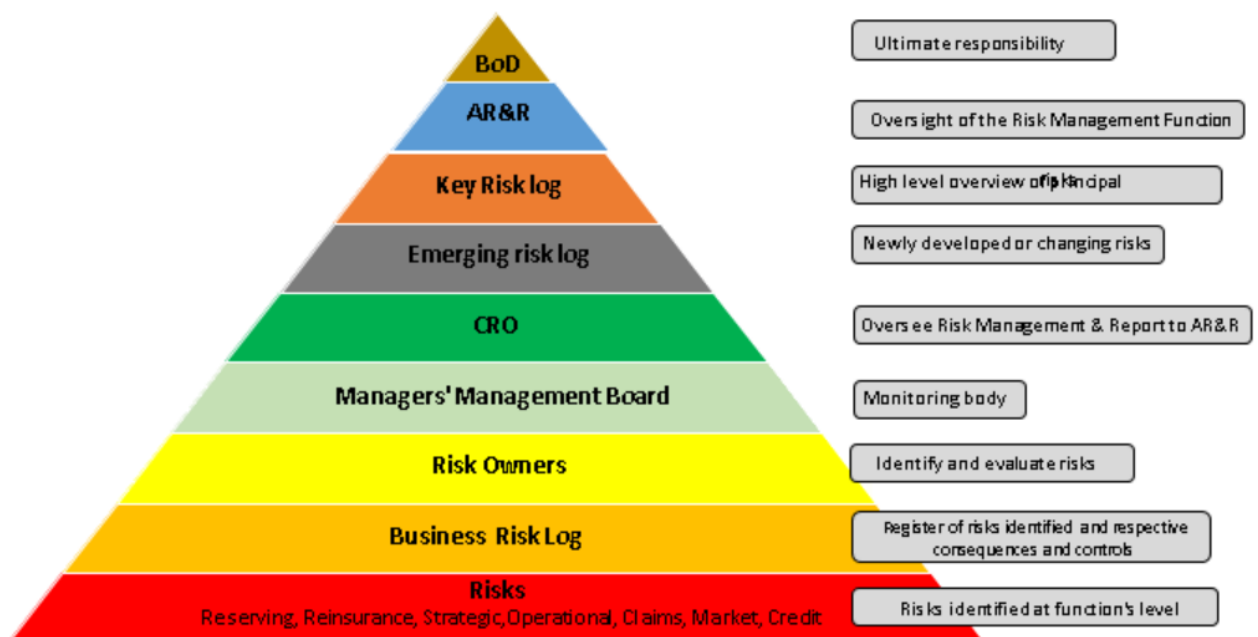 BoD
Ultimate responsibility
AR&R
Oversight of the Risk Management Function
Key Risk log
High level overview of principal
Emerging risk log
Newly developed or changing risks
CRO
Oversee Risk Management & Report to AR&R
Managers' Management Board
Monitoring body
Risk Owners
Identify and evaluate risks
Business Risk Log
Register of risks identified and respective
consequences and controls
Risks
Reserving, Reinsurance, Strategic,Operational, Claims, Market, Credit
Risks identified at function's level